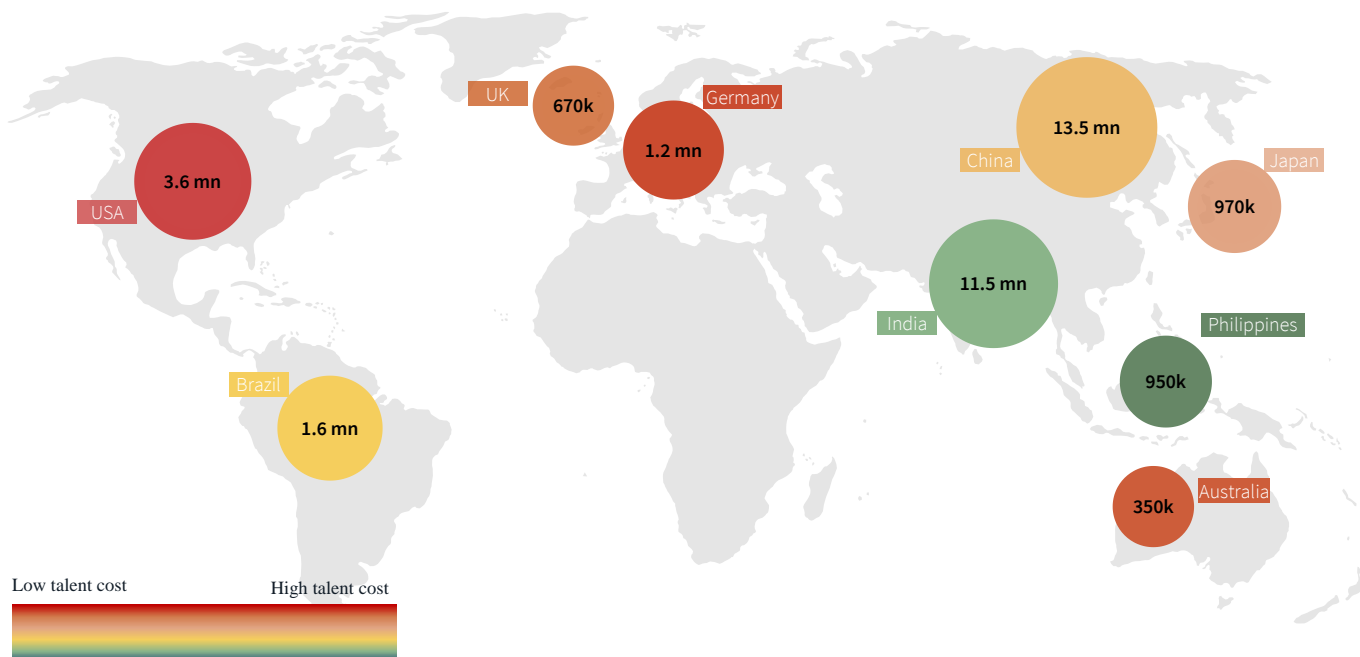 UK
670k
Germany
1.2 mn
13.5 mn
China
Japan
970k
3.6 mn
USA
11.5 mn
India
Philippines
950k
Brazil
1.6 mn
350k
Australia
Low talent cost
High talent cost